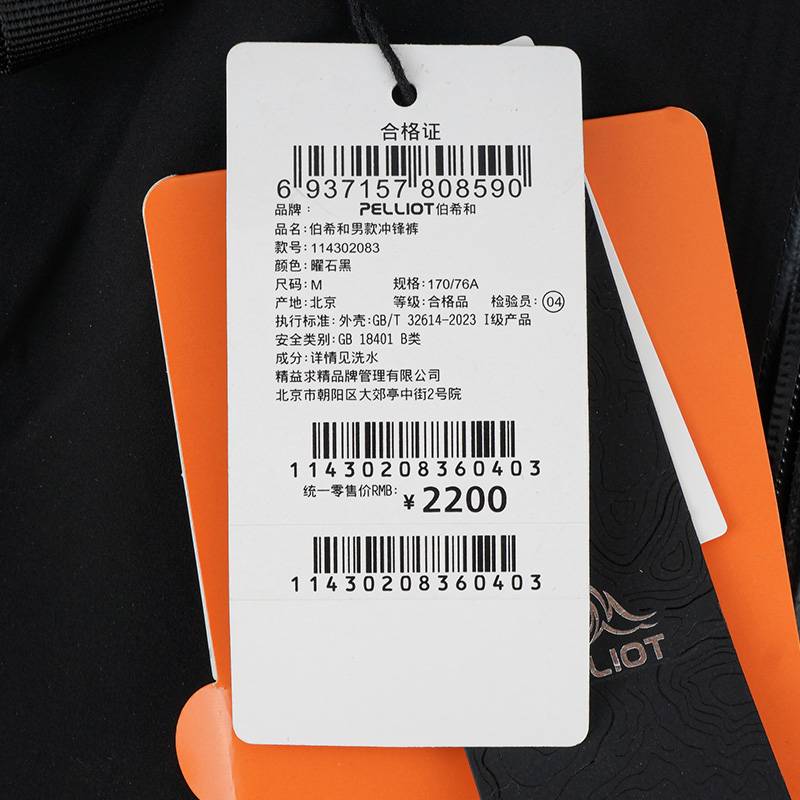 合格证
6 937157 808590
品牌: PELLIOT伯希和
品名:伯希和男款冲锋裤
款号:114302083
颜色:曜石黑
尺码:M 规格:170/76A
产地:北京 等级:合格品 检验员:04
执行标准:外壳:GB/T 32614-2023 I级产品
安全类别:GB 18401 B类
成分:详情见洗水
精益求精品牌管理有限公司
北京市朝阳区大郊亭中街2号院
11430208360403
统一零售价RMB: ¥2200
11430208360403
LLIOT